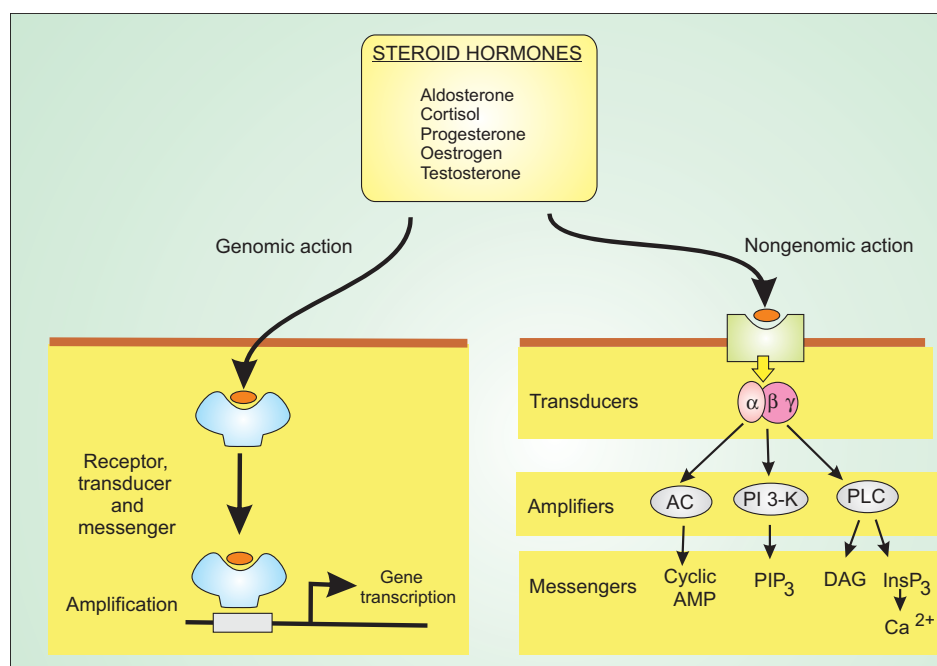 STEROID HORMONES
Aldosterone
Cortisol
Progesterone
Oestrogen
Testosterone
Genomic action
Nongenomic action
Receptor,
transducer
and
messenger
Amplification
Gene
transcription
Transducers
α β γ
Amplifiers
AC
PI 3-K
PLC
Messengers
Cyclic
AMP
PIP3
DAG
InsP3
Ca 2+